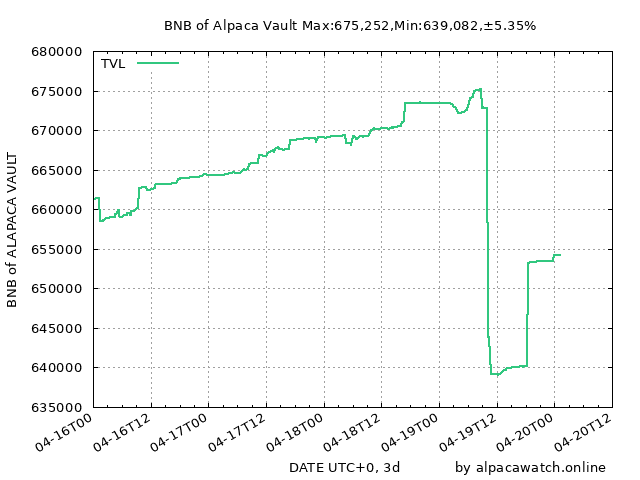 BNB of Alpaca Vault Max:675,252,Min:639,082,±5.35%
TVL
BNB of ALAPACA VAULT
680000
675000
670000
665000
660000
655000
650000
645000
640000
635000
04-16T00
04-16T12
04-17T00
04-17T12
04-18T00
04-18T12
04-19T00
04-19T12
04-20T00
04-20T12
DATE UTC+0, 3d
by alpacawatch.online